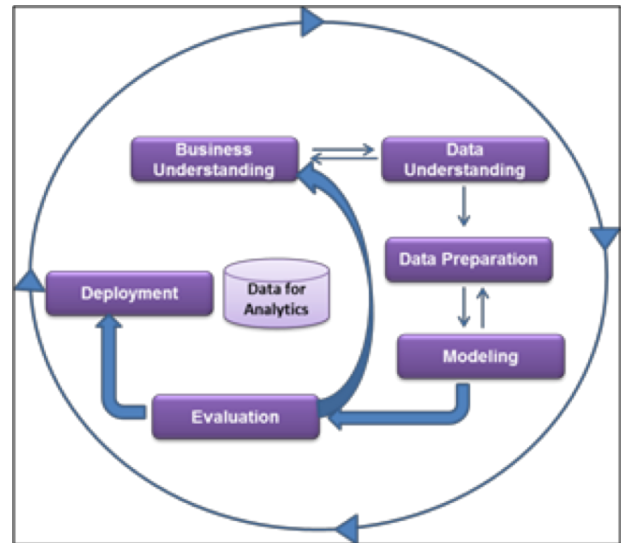 Business
Understanding
Data
Understanding
Data Preparation
Deployment
Data for
Analytics
Modeling
Evaluation